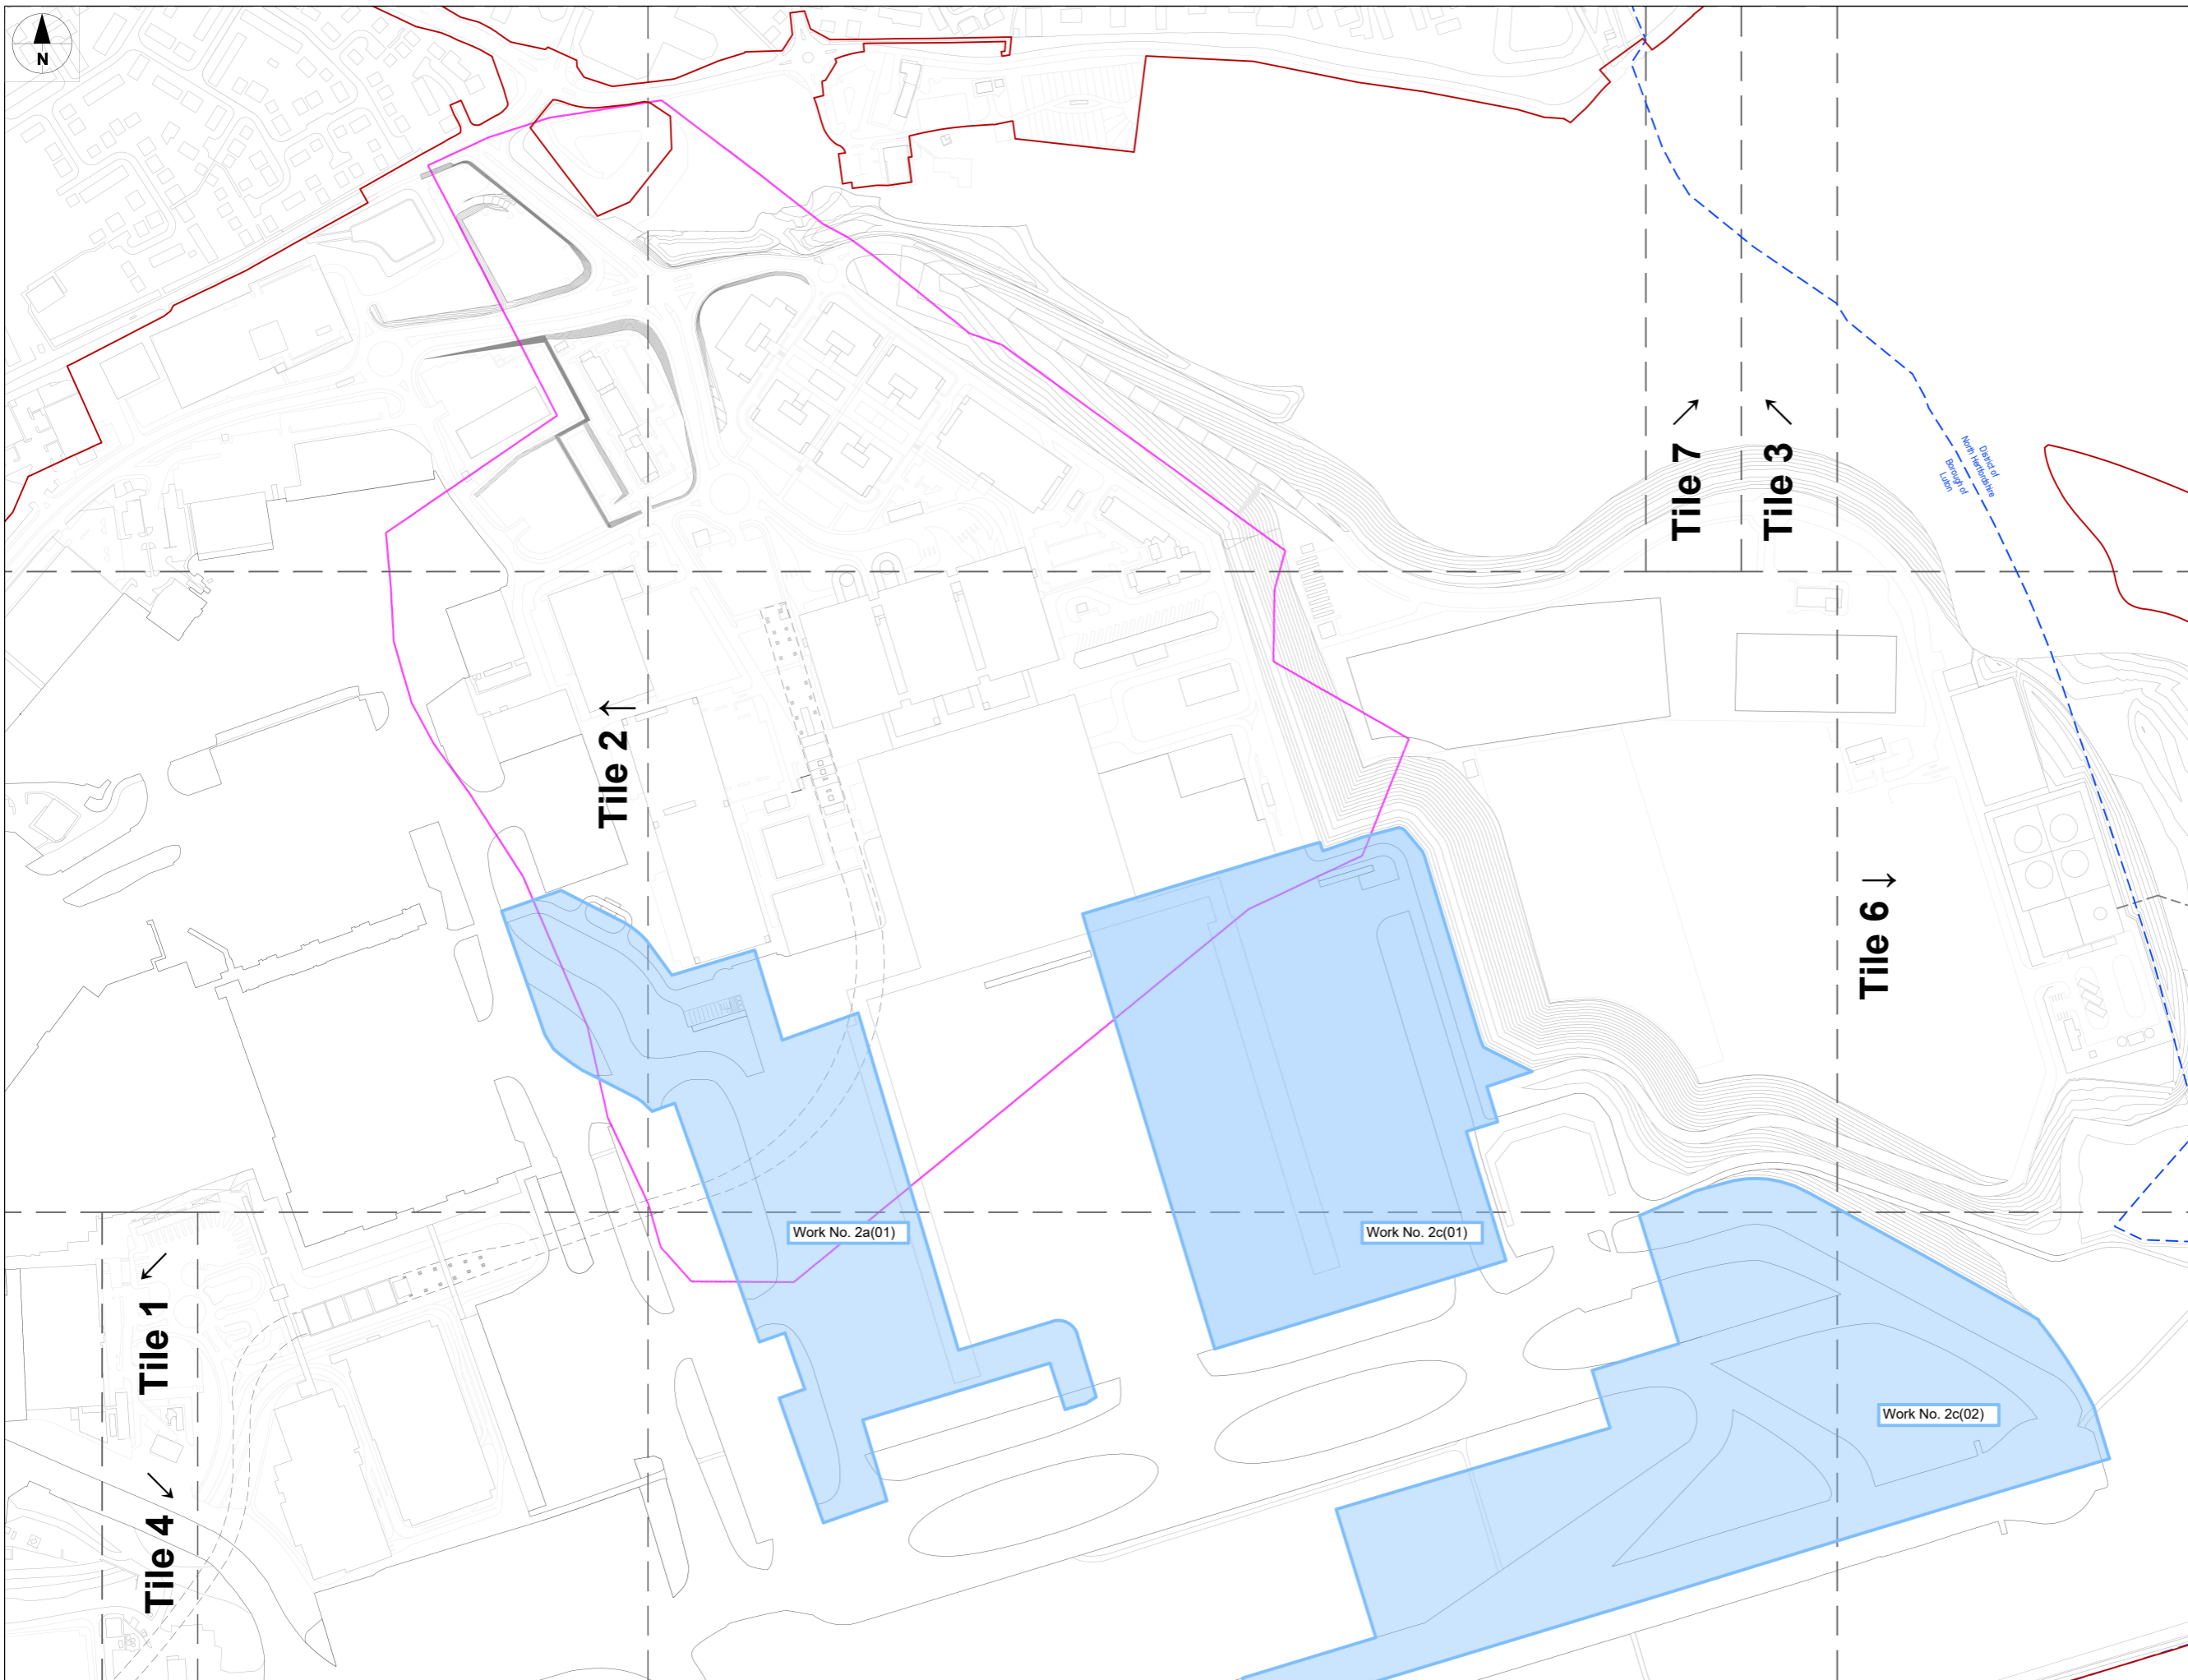 N
Tile 7
Tile 3
District of
North Hertfordshire
Borough of
Luton
Tile 2
Tile 6
Work No. 2a(01)
Work No. 2c(01)
Tile 1
Work No. 2c(02)
Tile 4